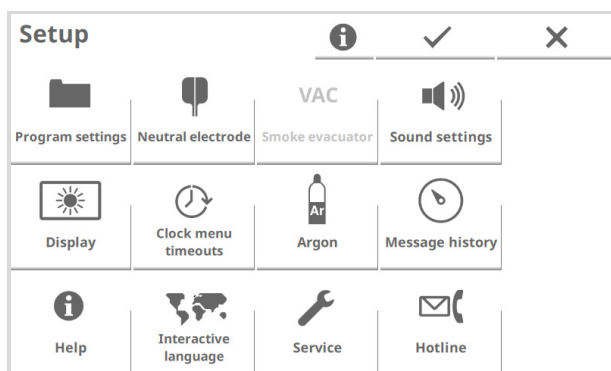 Setup
VAC
Program settings
Neutral electrode
Smoke evacuator
Sound settings
Display
Clock menu
timeouts
Ar
Argon
Message history
Help
Interactive
language
Service
Hotline